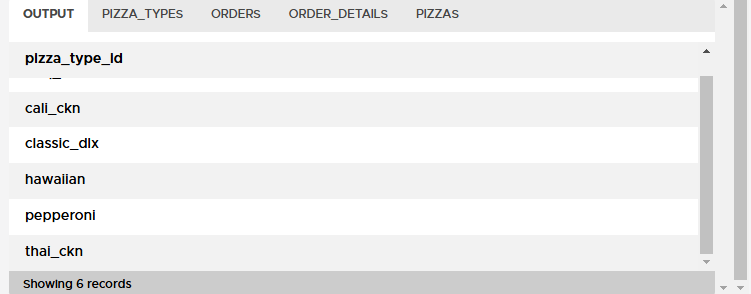 OUTPUT PIZZA_TYPES ORDERS ORDER_DETAILS PIZZAS
pizza_type_id
cali_ckn
classic_dlx
hawaiian
pepperoni
thai_ckn
Showing 6 records